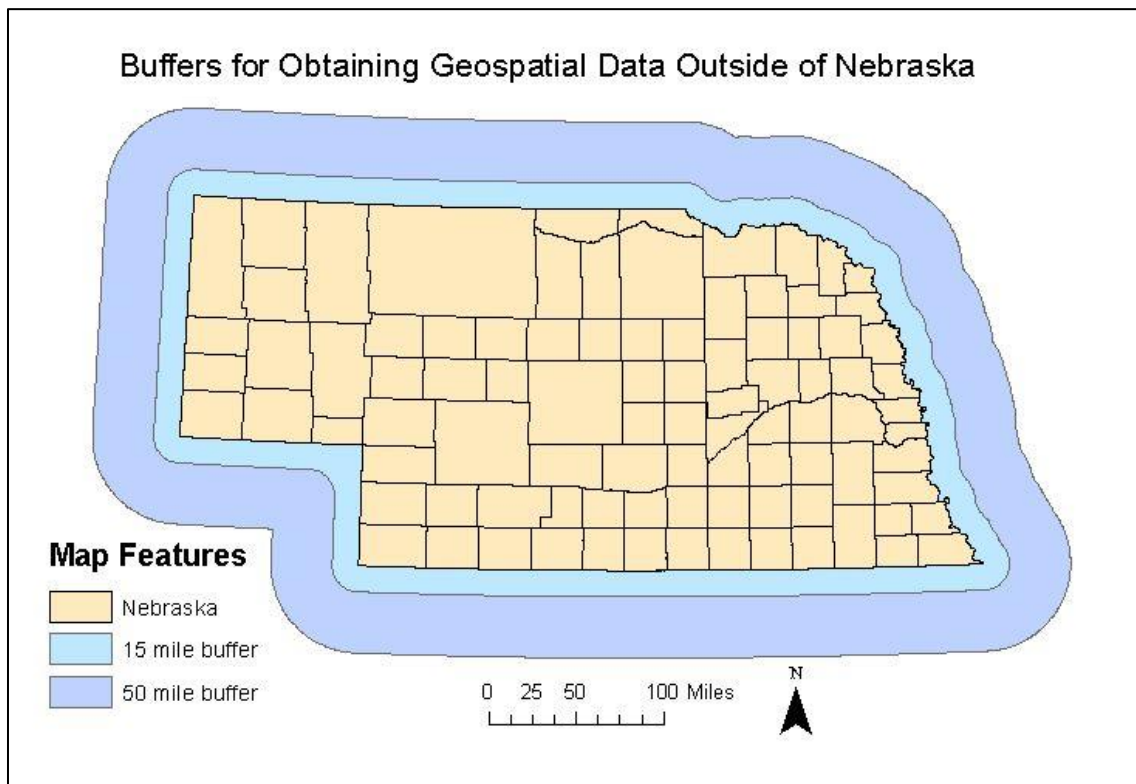 Buffers for Obtaining Geospatial Data Outside of Nebraska
Map Features
Nebraska
15 mile buffer
50 mile buffer
0 25 50 100 Miles
N